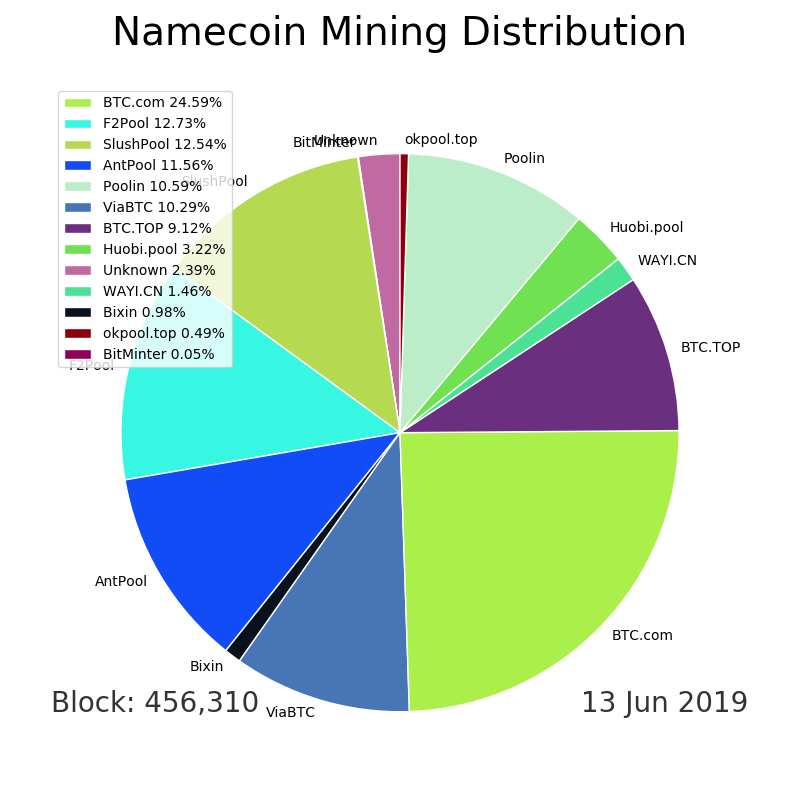 Namecoin Mining Distribution
BTC.com 24.59%
F2Pool 12.73%
SlushPool 12.54%
AntPool 11.56%
Poolin 10.59%
ViaBTC 10.29%
BTC.TOP 9.12%
Huobi.pool 3.22%
Unknown 2.39%
WAYI.CN 1.46%
Bixin 0.98%
okpool.top 0.49%
BitMinter 0.05%
BitMinter
Unknown
okpool.top
Poolin
SlushPool
Huobi.pool
WAYI.CN
BTC.TOP
F2Pool
AntPool
BTC.com
Bixin
ViaBTC
Block: 456,310
13 Jun 2019